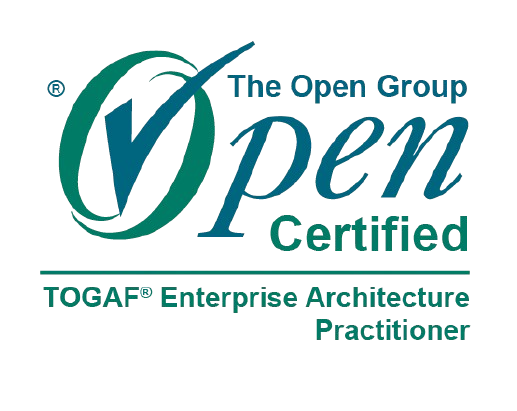 ® The Open Group
Open
Certified
TOGAF® Enterprise Architecture
Practitioner